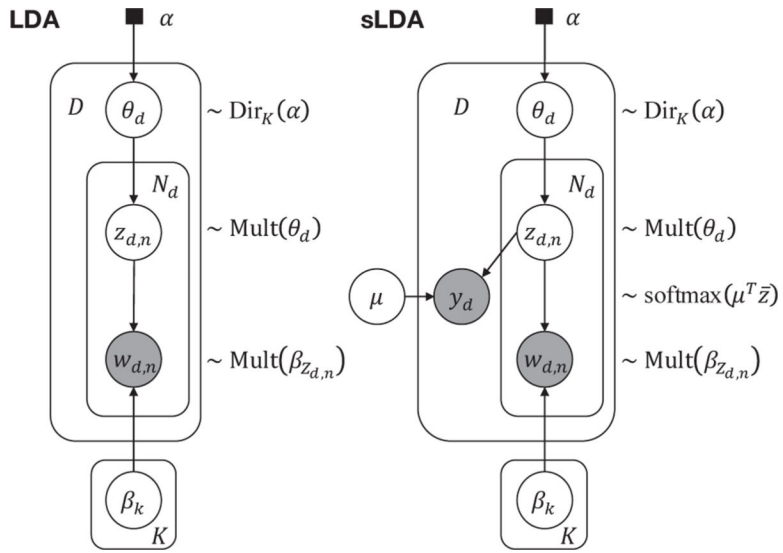 LDA
α
D
θ_d
~ Dir_K(α)
N_d
z_{d,n}
~ Mult(θ_d)
w_{d,n}
~ Mult(β_{Z_{d,n}})
β_k
K
sLDA
α
D
θ_d
~ Dir_K(α)
N_d
z_{d,n}
~ Mult(θ_d)
μ
y_d
~ softmax(μ^T z̄)
w_{d,n}
~ Mult(β_{Z_{d,n}})
β_k
K